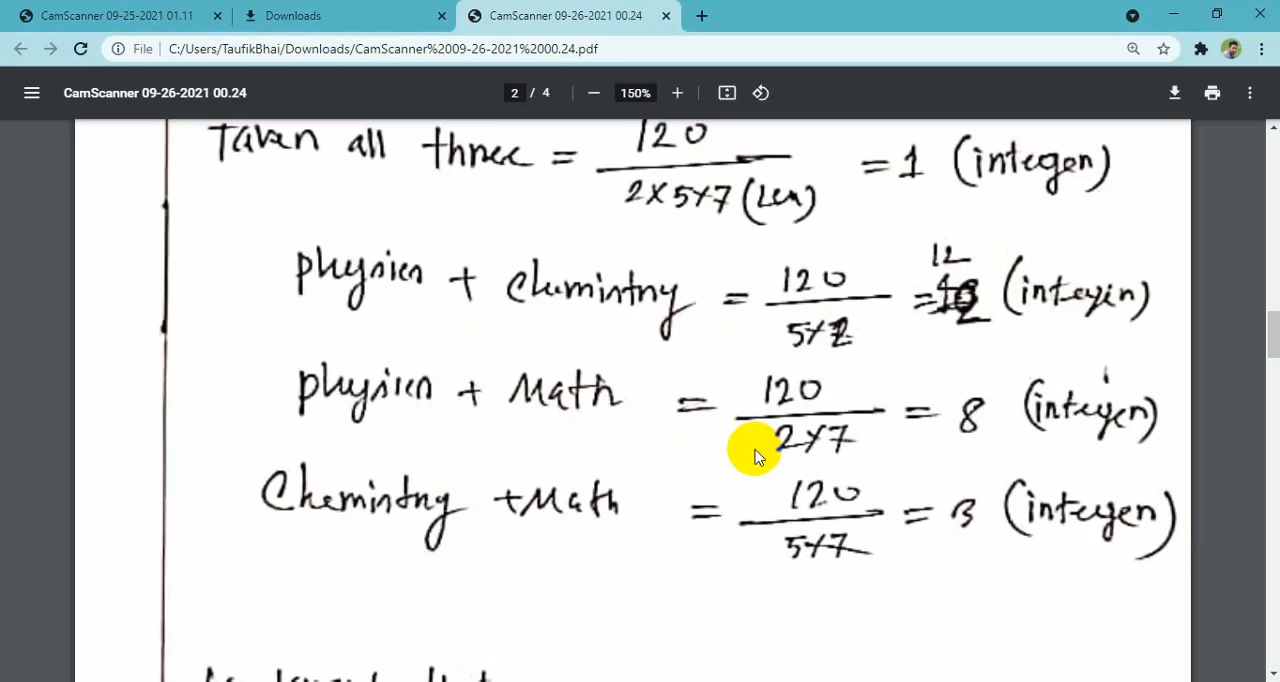 CamScanner 09-25-2021 01.11
Downloads
CamScanner 09-26-2021 00.24
File
C:/Users/TaufikBhai/Downloads/CamScanner%2009-26-2021%2000.24.pdf
CamScanner 09-26-2021 00.24
2 / 4
150%
Taken all three = 120 / 2×5×7 = 1 (integer)
physics + Chemistry = 120 / 5×2 = 12 (integer)
physics + Math = 120 / 2×7 = 8 (integer)
Chemistry + Math = 120 / 5×7 = 3 (integer)